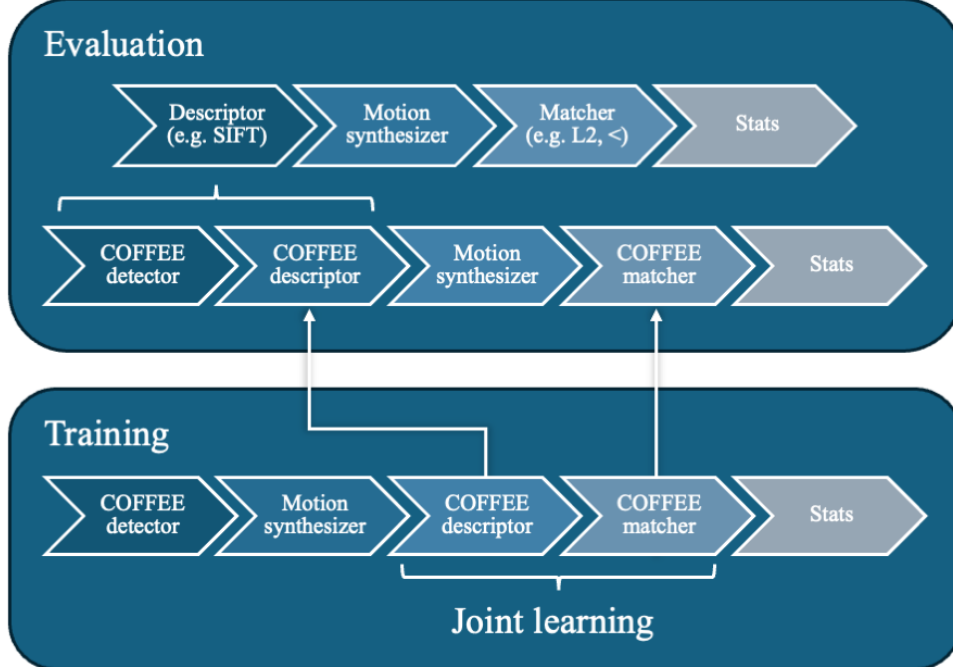 Evaluation
Descriptor
(e.g. SIFT)
Motion
synthesizer
Matcher
(e.g. L2, <)
Stats
COFFEE
detector
COFFEE
descriptor
Motion
synthesizer
COFFEE
matcher
Stats
Training
COFFEE
detector
Motion
synthesizer
COFFEE
descriptor
COFFEE
matcher
Stats
Joint learning